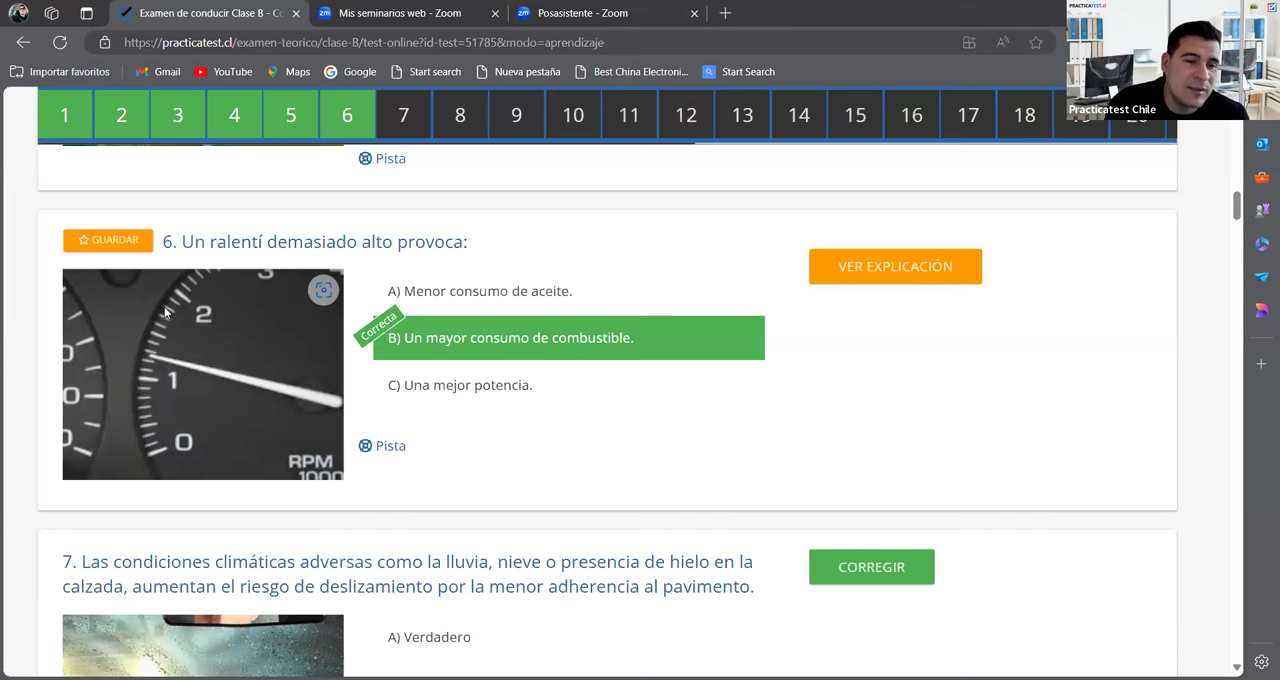 Examen de conducir Clase B - Cc
Mis seminarios web - Zoom
Posasistente - Zoom
https://practicatest.cl/examen-teorico/clase-B/test-online?id-test=51785&modo=aprendizaje
Importar favoritos
Gmail
YouTube
Maps
Google
Start search
Nueva pestaña
Best China Electroni...
Start Search
PRACTICATEST.cl
Practicatest Chile
1 2 3 4 5 6 7 8 9 10 11 12 13 14 15 16 17 18
Pista
GUARDAR
6. Un ralentí demasiado alto provoca:
VER EXPLICACIÓN
A) Menor consumo de aceite.
Correcta
B) Un mayor consumo de combustible.
C) Una mejor potencia.
Pista
3
2
1
0
RPM
1000
7. Las condiciones climáticas adversas como la lluvia, nieve o presencia de hielo en la
calzada, aumentan el riesgo de deslizamiento por la menor adherencia al pavimento.
CORREGIR
A) Verdadero